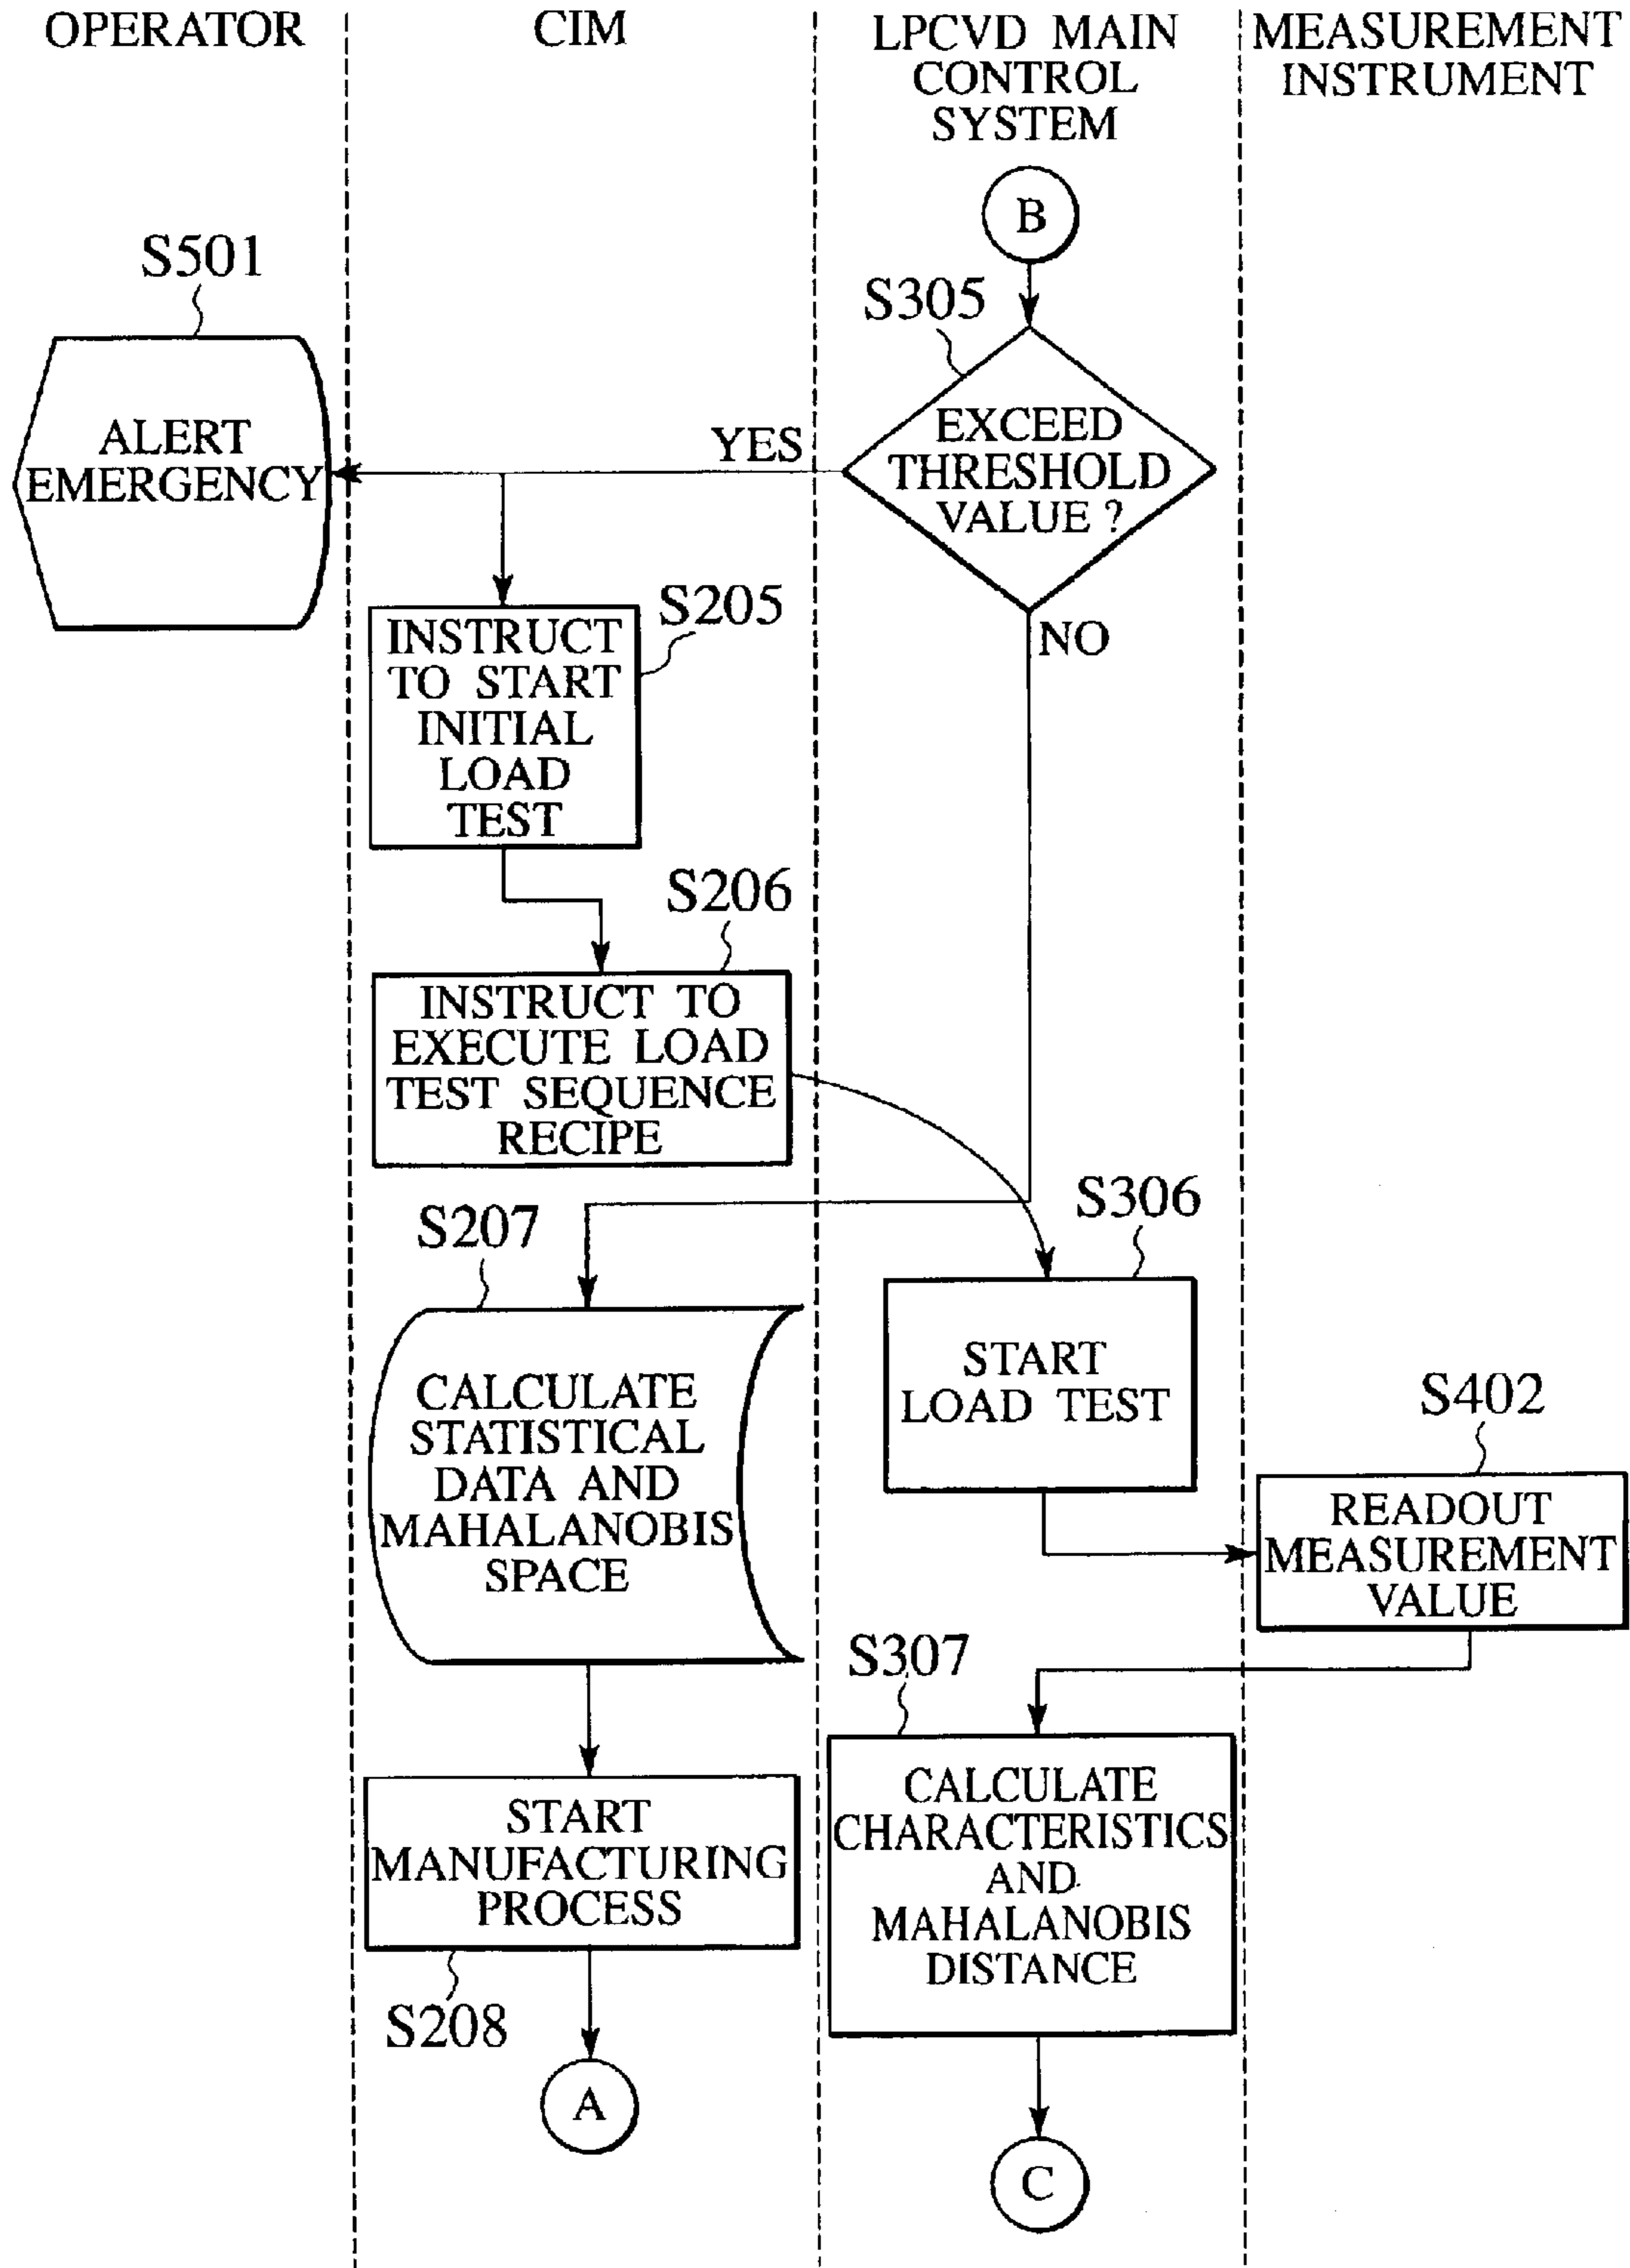 OPERATOR
CIM
LPCVD MAIN
CONTROL
SYSTEM
MEASUREMENT
INSTRUMENT
B
S501
S305
ALERT
EMERGENCY
YES
EXCEED
THRESHOLD
VALUE ?
NO
S205
INSTRUCT
TO START
INITIAL
LOAD
TEST
S206
INSTRUCT TO
EXECUTE LOAD
TEST SEQUENCE
RECIPE
S207
S306
CALCULATE
STATISTICAL
DATA AND
MAHALANOBIS
SPACE
START
LOAD TEST
S402
READOUT
MEASUREMENT
VALUE
S307
START
MANUFACTURING
PROCESS
S208
CALCULATE
CHARACTERISTICS
AND
MAHALANOBIS
DISTANCE
A
C